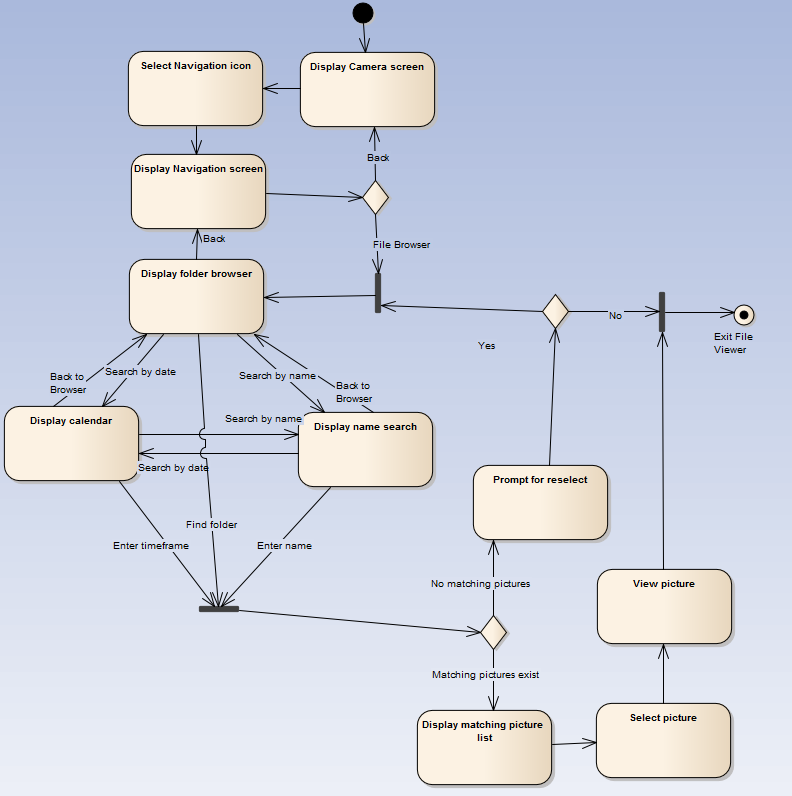 Select Navigation icon
Display Camera screen
Back
Display Navigation screen
Back
File Browser
Display folder browser
No
Exit File
Viewer
Yes
Back to
Browser
Search by date
Search by name
Back to
Browser
Display calendar
Search by name
Display name search
Search by date
Prompt for reselect
Find folder
Enter timeframe
Enter name
No matching pictures
View picture
Matching pictures exist
Display matching picture
list
Select picture